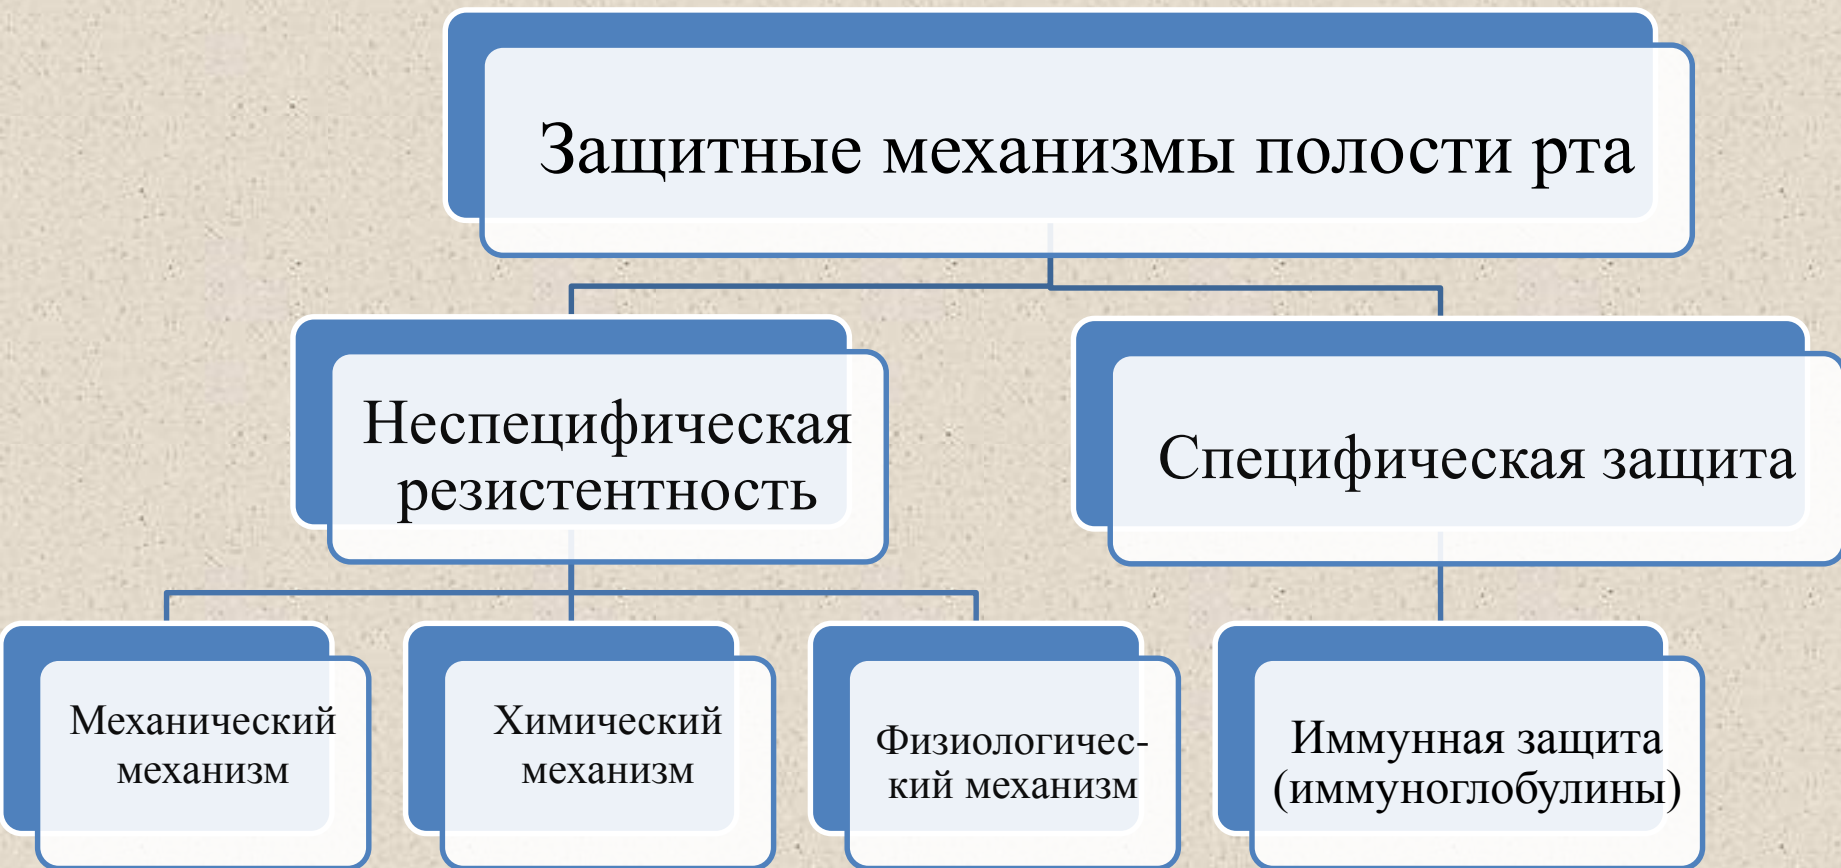 Защитные механизмы полости рта
Неспецифическая
резистентность
Специфическая защита
Механический
механизм
Химический
механизм
Физиологичес-
кий механизм
Иммунная защита
(иммуноглобулины)